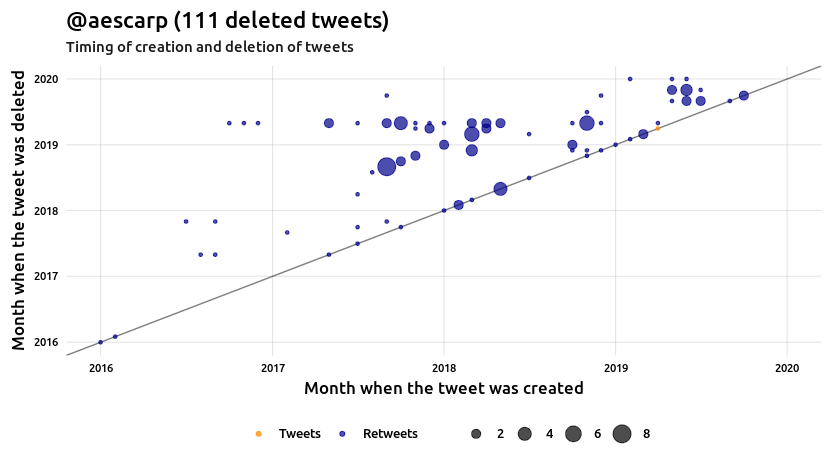 @aescarp (111 deleted tweets)
Timing of creation and deletion of tweets
Month when the tweet was deleted
2020
2019
2018
2017
2016
2016 2017 2018 2019 2020
Month when the tweet was created
Tweets Retweets 2 4 6 8